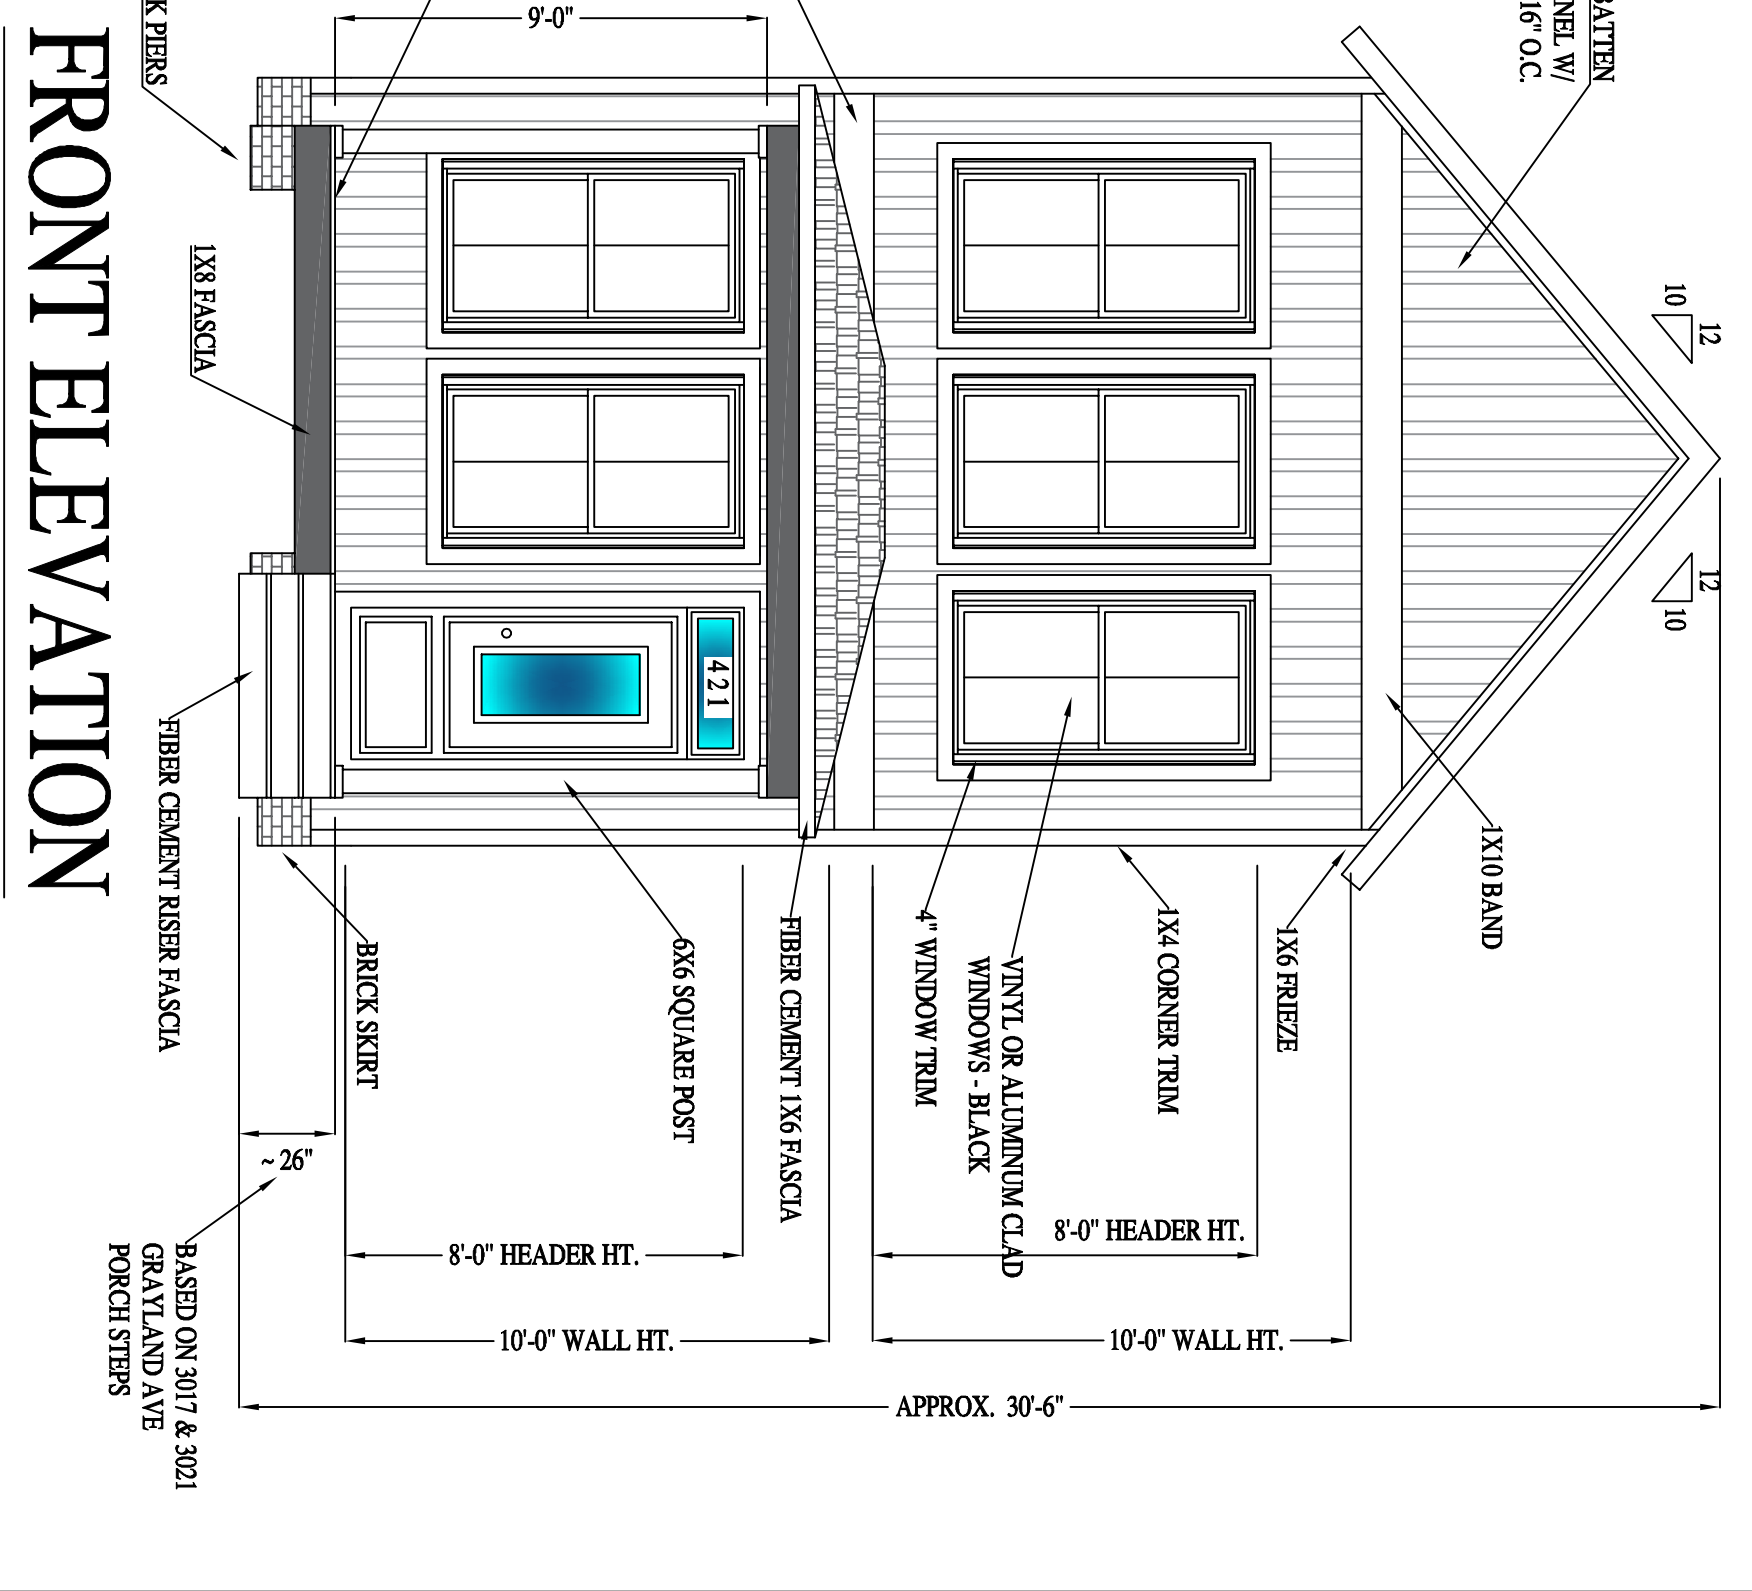 BATTEN
NEL W/
16" O.C.
12
10
12
10
1X10 BAND
1X6 FRIEZE
1X4 CORNER TRIM
VINYL OR ALUMINUM CLAD
WINDOWS - BLACK
4" WINDOW TRIM
FIBER CEMENT 1X6 FASCIA
6X6 SQUARE POST
BRICK SKIRT
9'-0"
421
8'-0" HEADER HT.
10'-0" WALL HT.
8'-0" HEADER HT.
10'-0" WALL HT.
APPROX. 30'-6"
~ 26"
K PIERS
1X8 FASCIA
FIBER CEMENT RISER FASCIA
BASED ON 3017 & 3021
GRAYLAND AVE
PORCH STEPS
FRONT ELEVATION